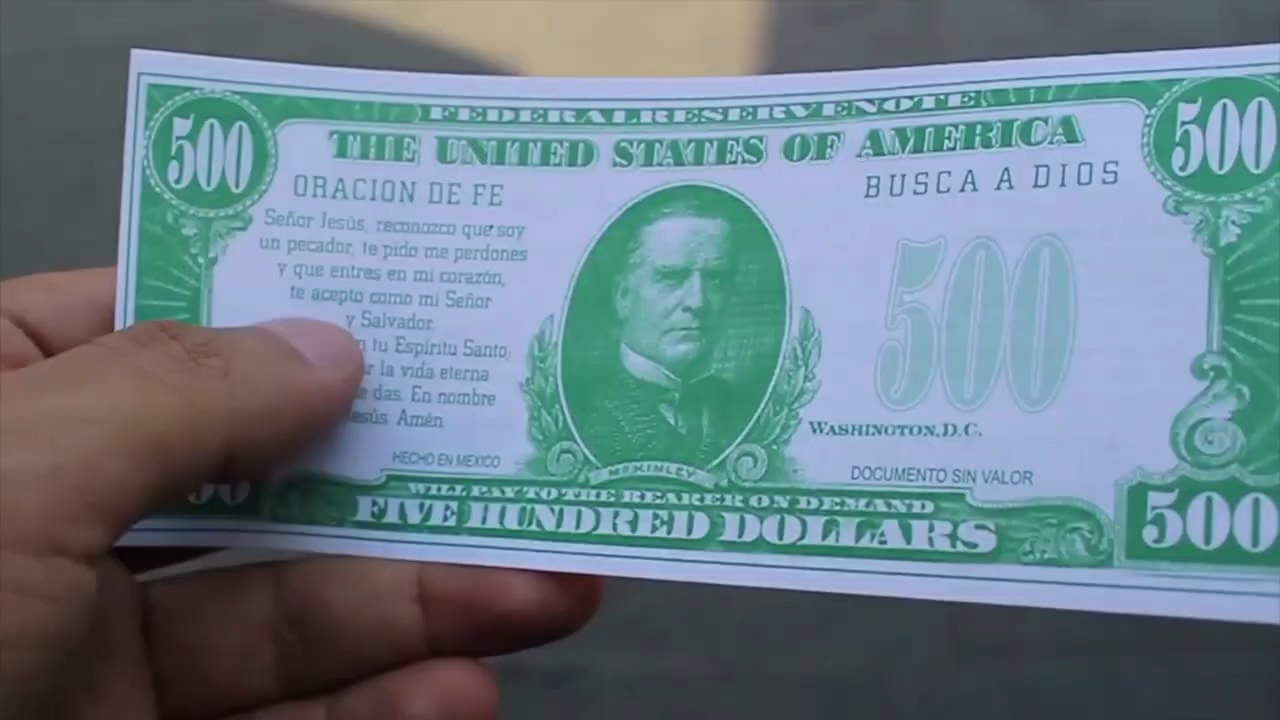 FEDERAL RESERVE NOTE
THE UNITED STATES OF AMERICA
500
500
ORACION DE FE
BUSCA A DIOS
Señor Jesús, reconozco que soy
un pecador, te pido me perdones
y que entres en mi corazón,
te acepto como mi Señor
y Salvador.
tu Espíritu Santo,
la vida eterna
das. En nombre
Jesús. Amén
500
WASHINGTON, D.C.
HECHO EN MEXICO
McKINLEY
DOCUMENTO SIN VALOR
WILL PAY TO THE BEARER ON DEMAND
FIVE HUNDRED DOLLARS
500